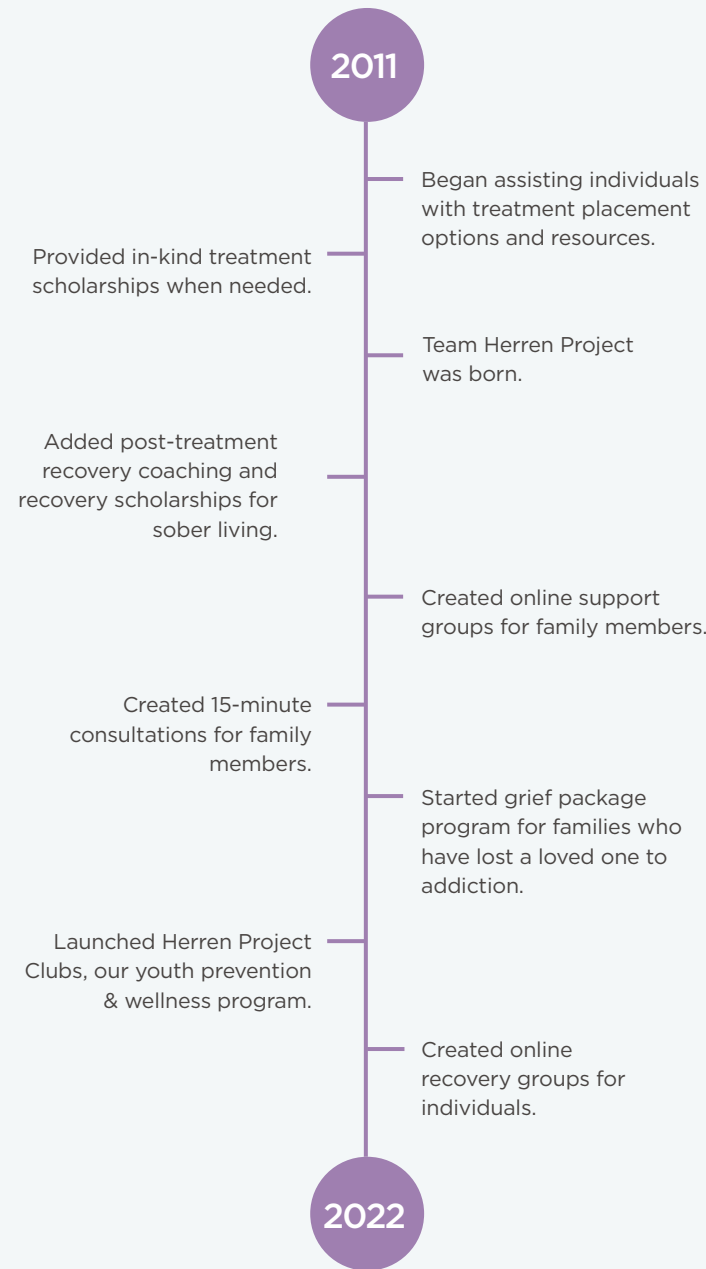 2011
Began assisting individuals
with treatment placement
options and resources.
Provided in-kind treatment
scholarships when needed.
Team Herren Project
was born.
Added post-treatment
recovery coaching and
recovery scholarships for
sober living.
Created online support
groups for family members.
Created 15-minute
consultations for family
members.
Started grief package
program for families who
have lost a loved one to
addiction.
Launched Herren Project
Clubs, our youth prevention
& wellness program.
Created online
recovery groups for
individuals.
2022